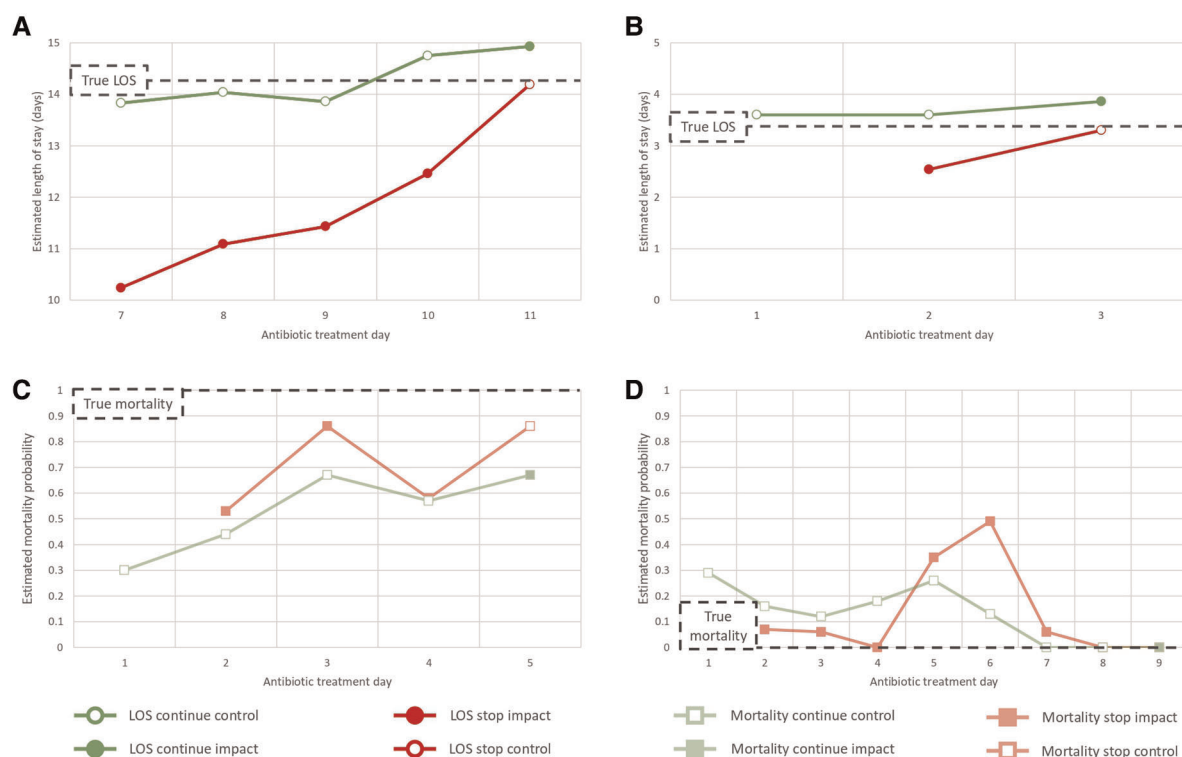 A
Estimated length of stay (days)
15
14
13
12
11
10
True LOS
7 8 9 10 11
Antibiotic treatment day
B
Estimated length of stay (days)
5
4
3
2
1
0
True LOS
1 2 3
Antibiotic treatment day
C
Estimated mortality probability
1
0.9
0.8
0.7
0.6
0.5
0.4
0.3
0.2
0.1
0
True mortality
1 2 3 4 5
Antibiotic treatment day
D
Estimated mortality probability
1
0.9
0.8
0.7
0.6
0.5
0.4
0.3
0.2
0.1
0
True
mortality
1 2 3 4 5 6 7 8 9
Antibiotic treatment day
LOS continue control
LOS stop impact
LOS continue impact
LOS stop control
Mortality continue control
Mortality stop impact
Mortality continue impact
Mortality stop control